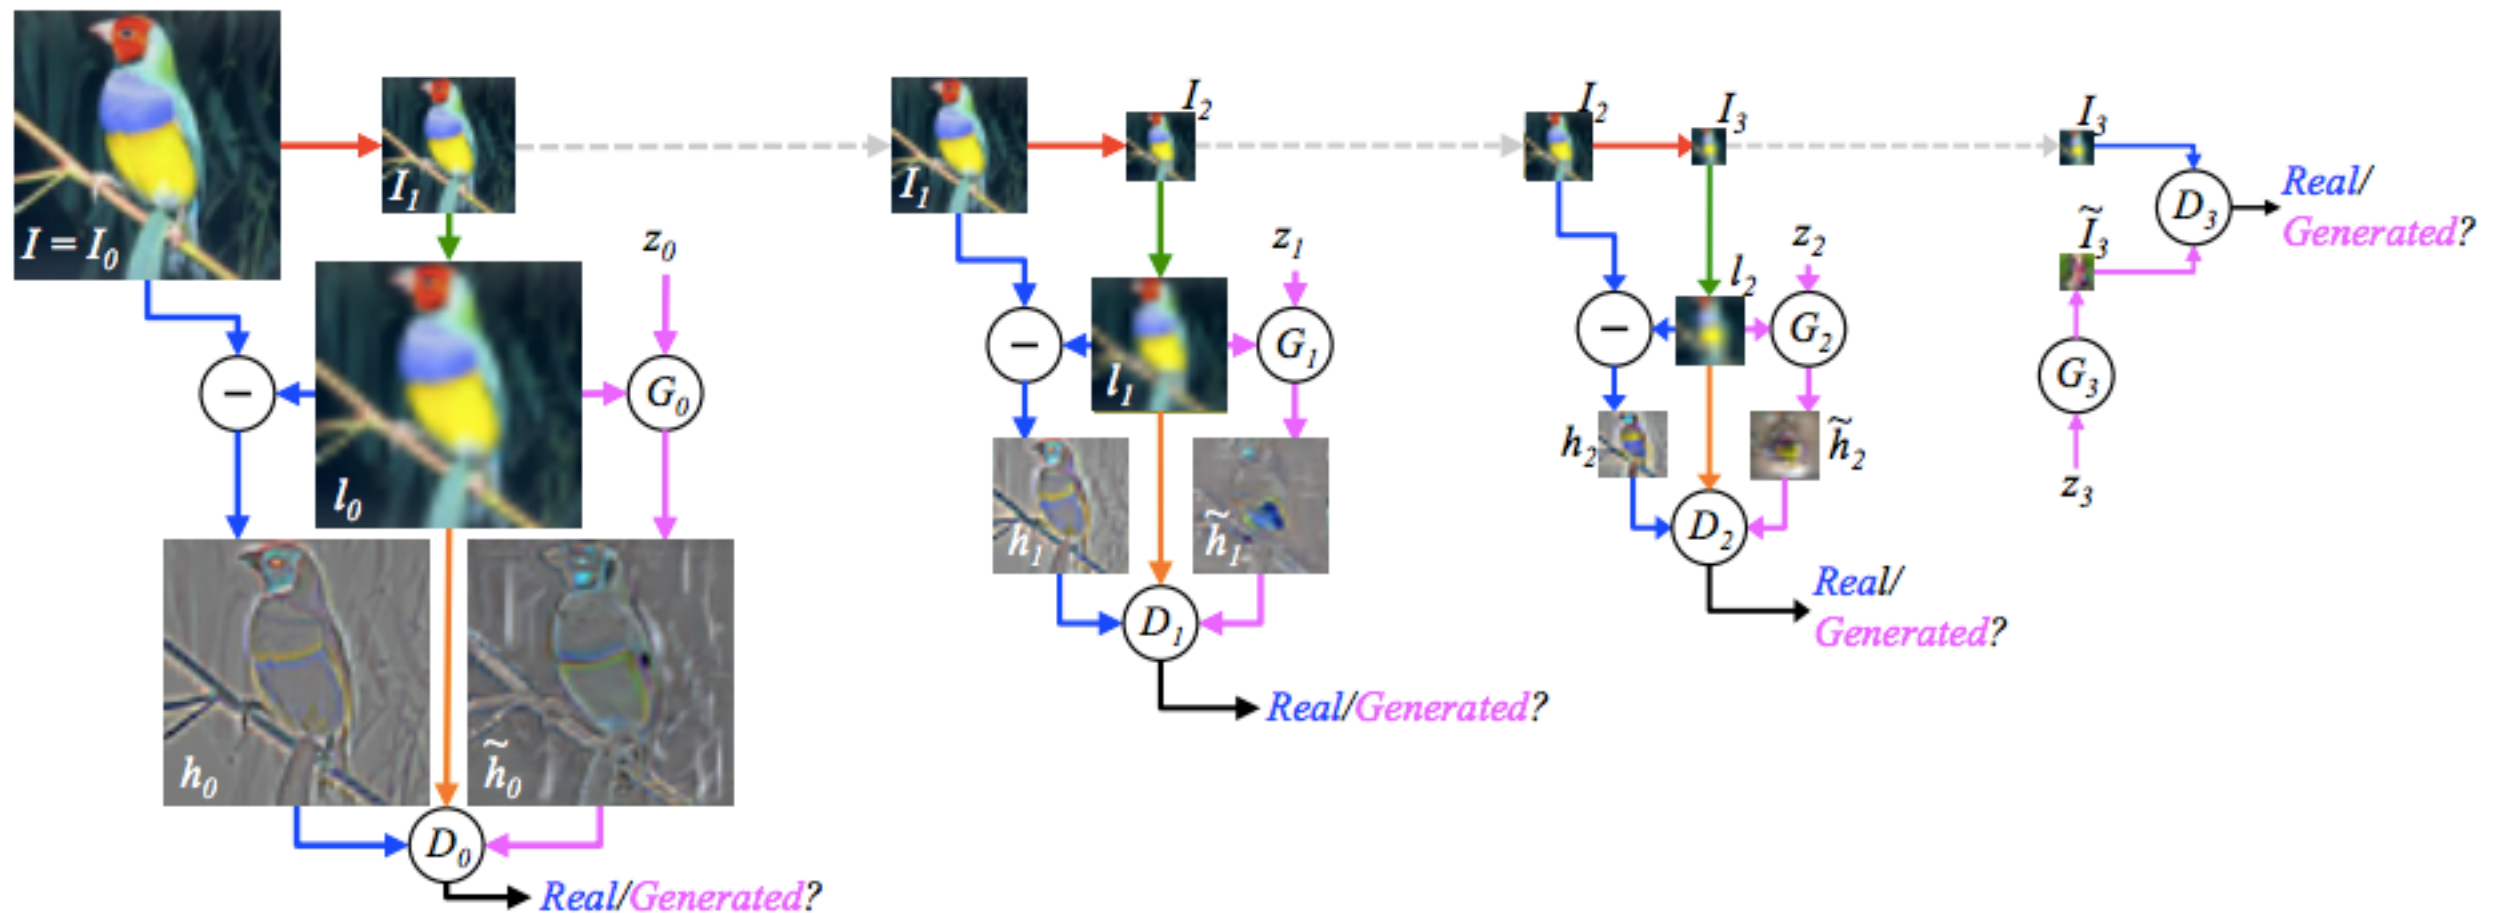 I = I₀
I₁
z₀
−
l₀
G₀
h₀
h̃₀
D₀
Real/Generated?
I₁
I₂
z₁
−
l₁
G₁
h₁
h̃₁
D₁
Real/Generated?
I₂
I₃
z₂
l₂
−
G₂
h₂
h̃₂
D₂
Real/
Generated?
I₃
D₃
Real/
Generated?
Ĩ₃
G₃
z₃